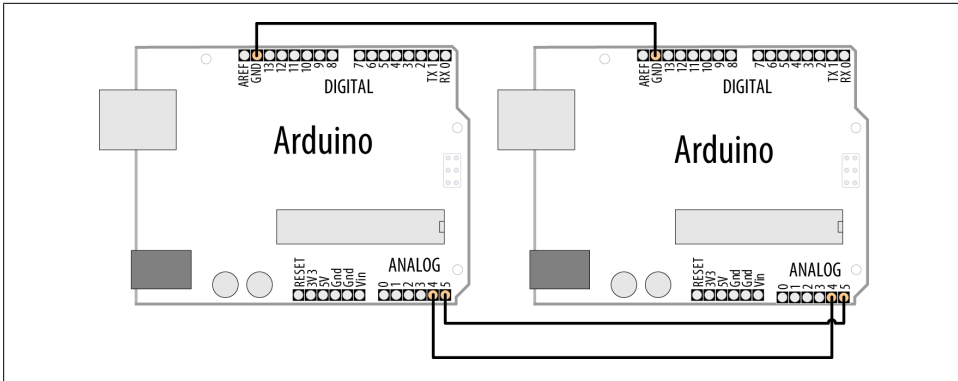 AREF GND 13 12 11 10 9 8 7 6 5 4 3 2 TX 1 RX 0
DIGITAL
Arduino
RESET 3V3 5V Gnd Gnd Vin
ANALOG
0 1 2 3 4 5
AREF GND 13 12 11 10 9 8 7 6 5 4 3 2 TX 1 RX 0
DIGITAL
Arduino
RESET 3V3 5V Gnd Gnd Vin
ANALOG
0 1 2 3 4 5